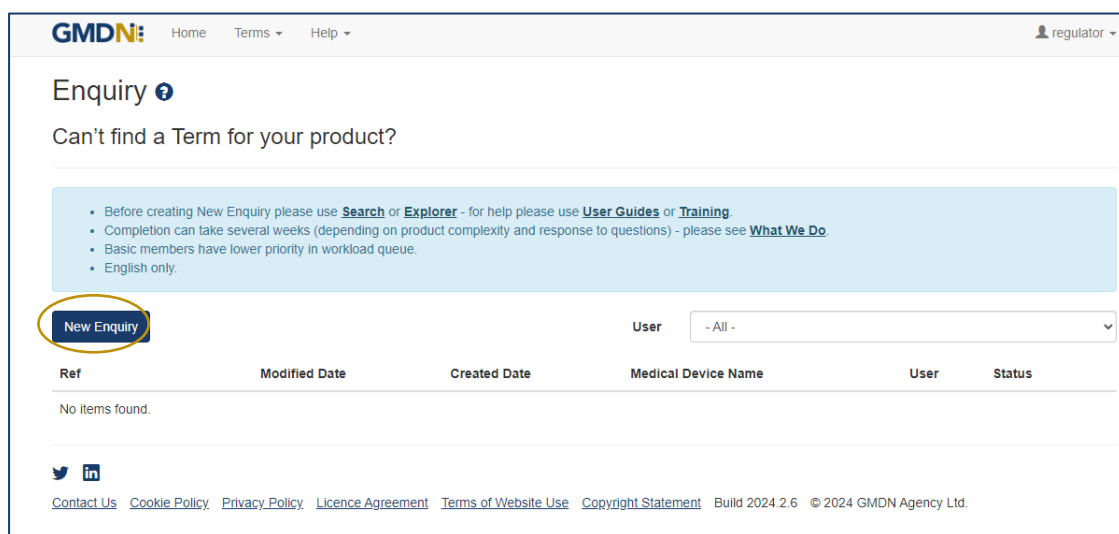 GMDN Home Terms Help regulator
Enquiry ?
Can't find a Term for your product?
• Before creating New Enquiry please use Search or Explorer - for help please use User Guides or Training.
• Completion can take several weeks (depending on product complexity and response to questions) - please see What We Do.
• Basic members have lower priority in workload queue.
• English only.
New Enquiry User - All -
Ref Modified Date Created Date Medical Device Name User Status
No items found.
in
Contact Us Cookie Policy Privacy Policy Licence Agreement Terms of Website Use Copyright Statement Build 2024.2.6 © 2024 GMDN Agency Ltd.